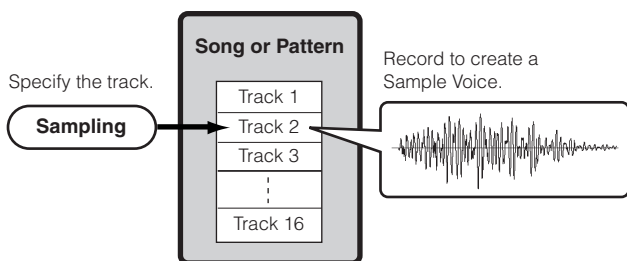 Song or Pattern
Specify the track.
Sampling
Track 1
Track 2
Track 3
Track 16
Record to create a
Sample Voice.